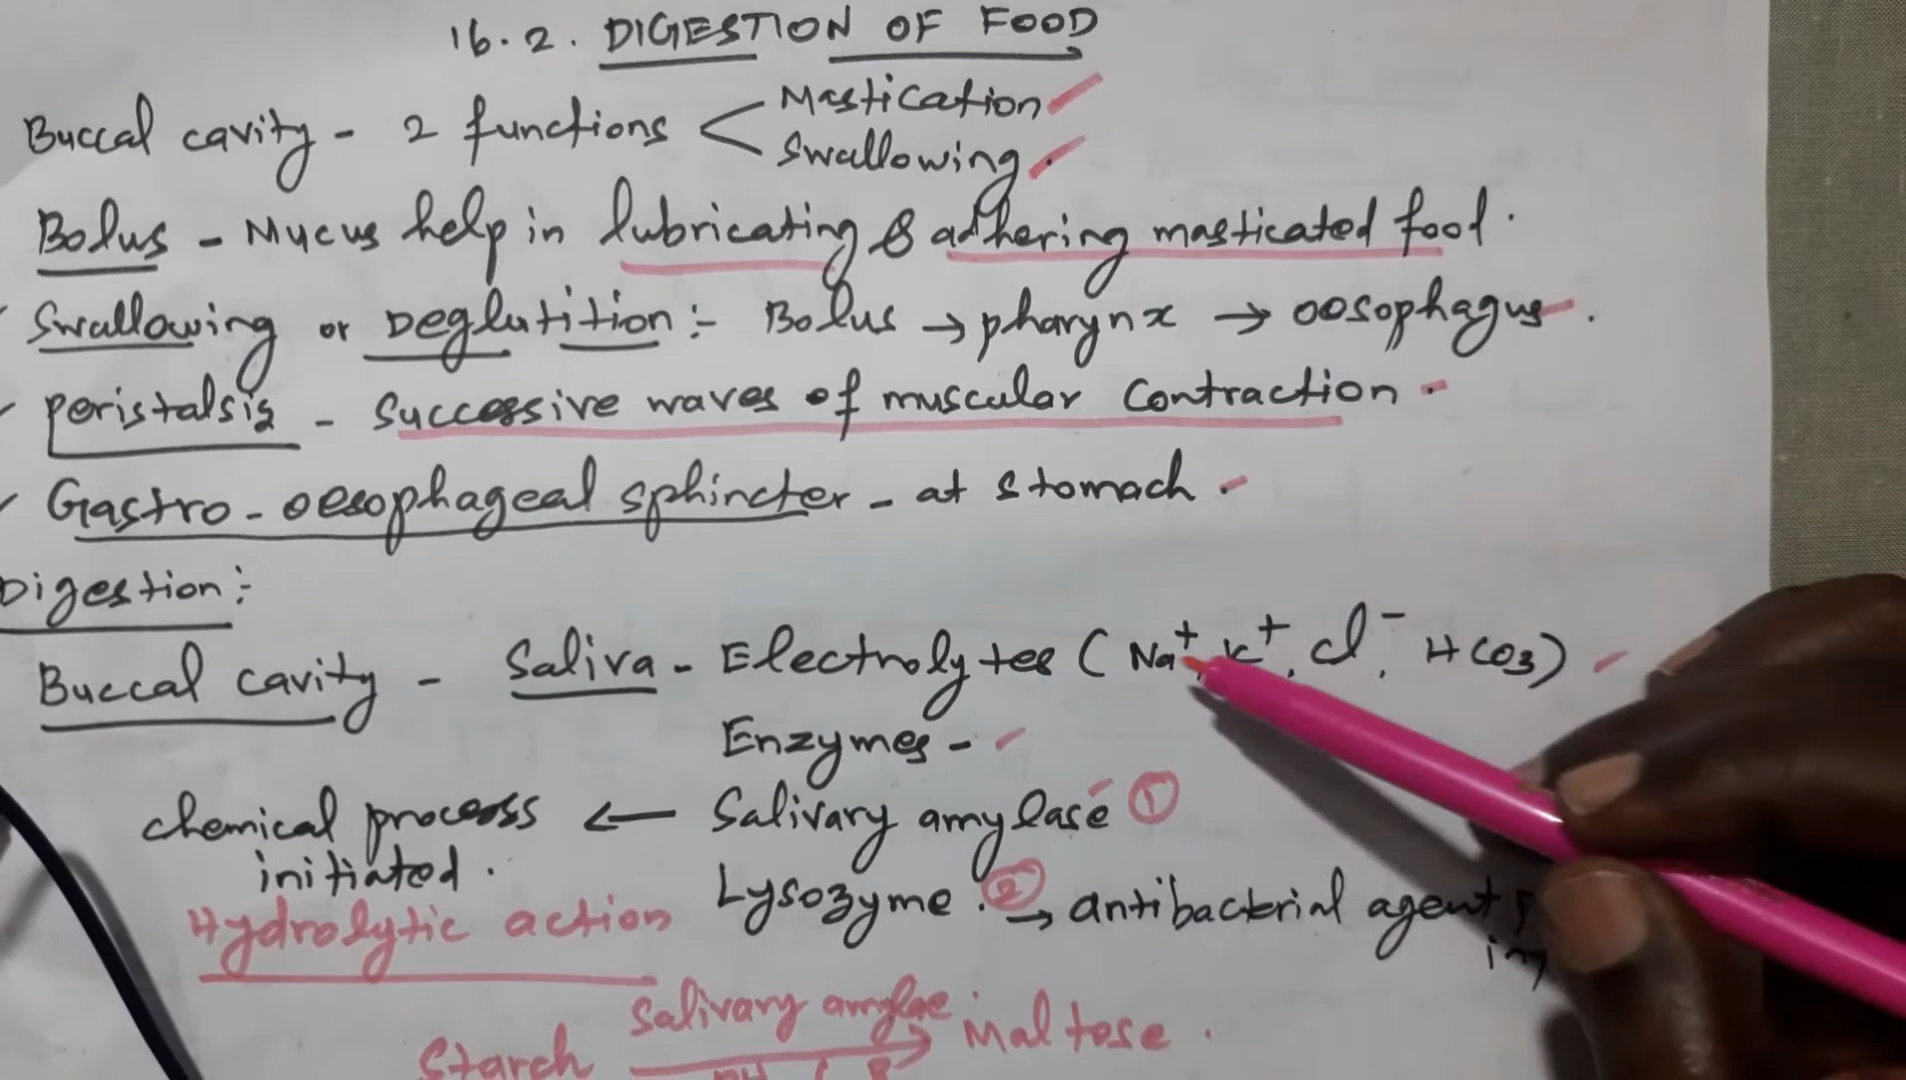 16.2. DIGESTION OF FOOD
Buccal cavity - 2 functions < Mastication
Swallowing.
Bolus - Mucus help in lubricating & adhering masticated food.
Swallowing or Deglutition :- Bolus → pharynx → oosophagus.
peristalsis - Successive waves of muscular contraction.
Gastro-oesophageal sphincter - at stomach.
Digestion :-
Buccal cavity - Saliva - Electrolytes (Na+, K+, Cl-, HCO3)
Enzymes -
chemical process ← Salivary amylase ①
initiated.
Lysozyme. ② → antibacterial agent
Hydrolytic action
Salivary amylae
Starch → Maltose.